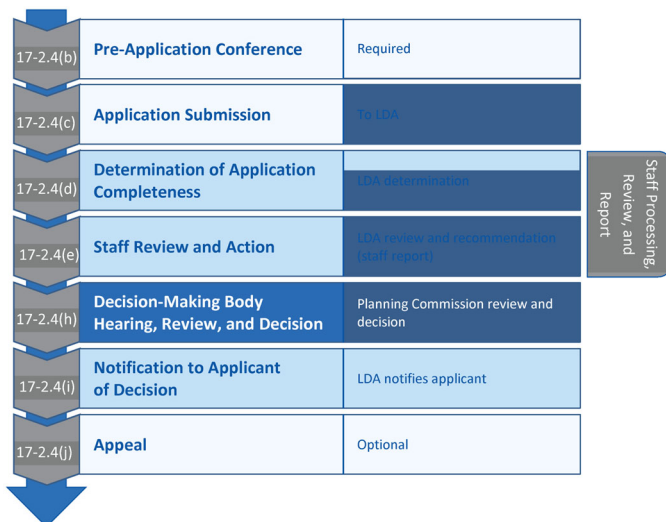 17-2.4(b)
Pre-Application Conference
Required
17-2.4(c)
Application Submission
To LDA
17-2.4(d)
Determination of Application
Completeness
LDA determination
17-2.4(e)
Staff Review and Action
LDA review and recommendation
(staff report)
Staff Processing,
Review, and
Report
17-2.4(h)
Decision-Making Body
Hearing, Review, and Decision
Planning Commission review and
decision
17-2.4(i)
Notification to Applicant
of Decision
LDA notifies applicant
17-2.4(j)
Appeal
Optional